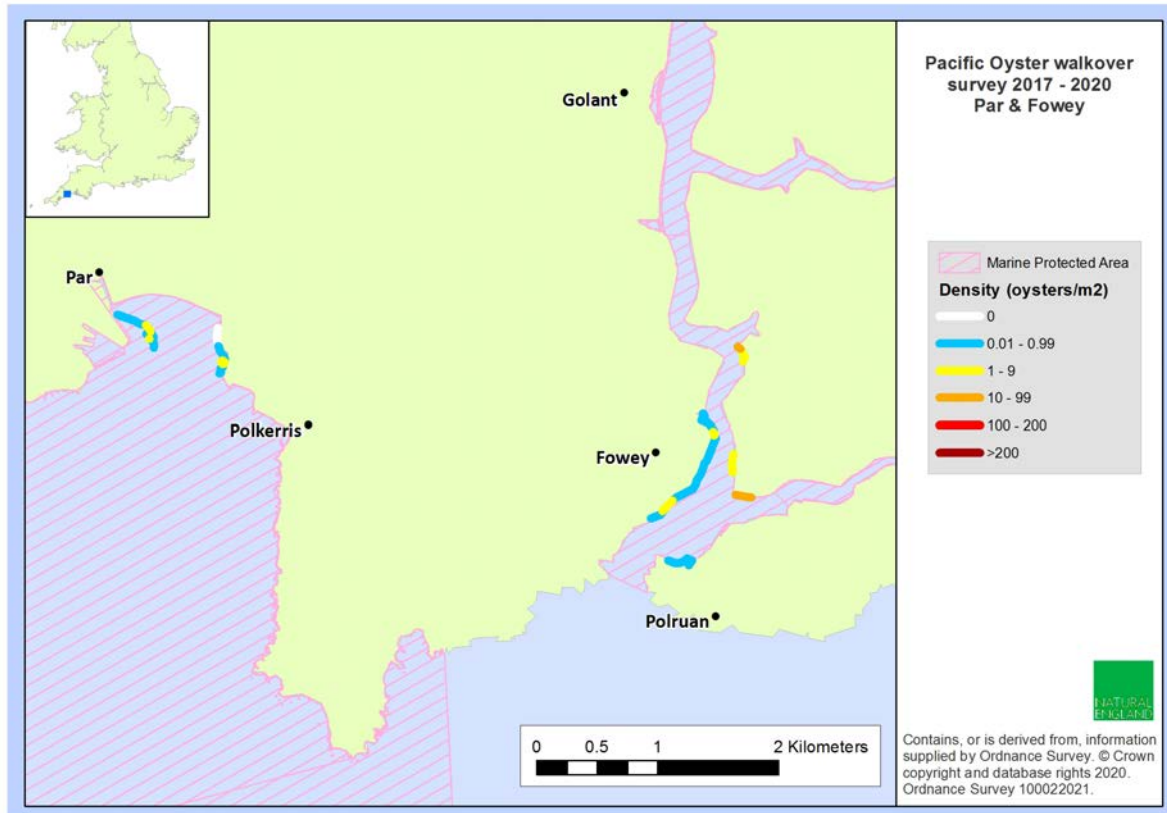 Pacific Oyster walkover
survey 2017 - 2020
Par & Fowey
Golant
Par
Polkerris
Fowey
Polruan
Marine Protected Area
Density (oysters/m2)
0
0.01 - 0.99
1 - 9
10 - 99
100 - 200
>200
0 0.5 1 2 Kilometers
NATURAL
ENGLAND
Contains, or is derived from, information
supplied by Ordnance Survey. © Crown
copyright and database rights 2020.
Ordnance Survey 100022021.